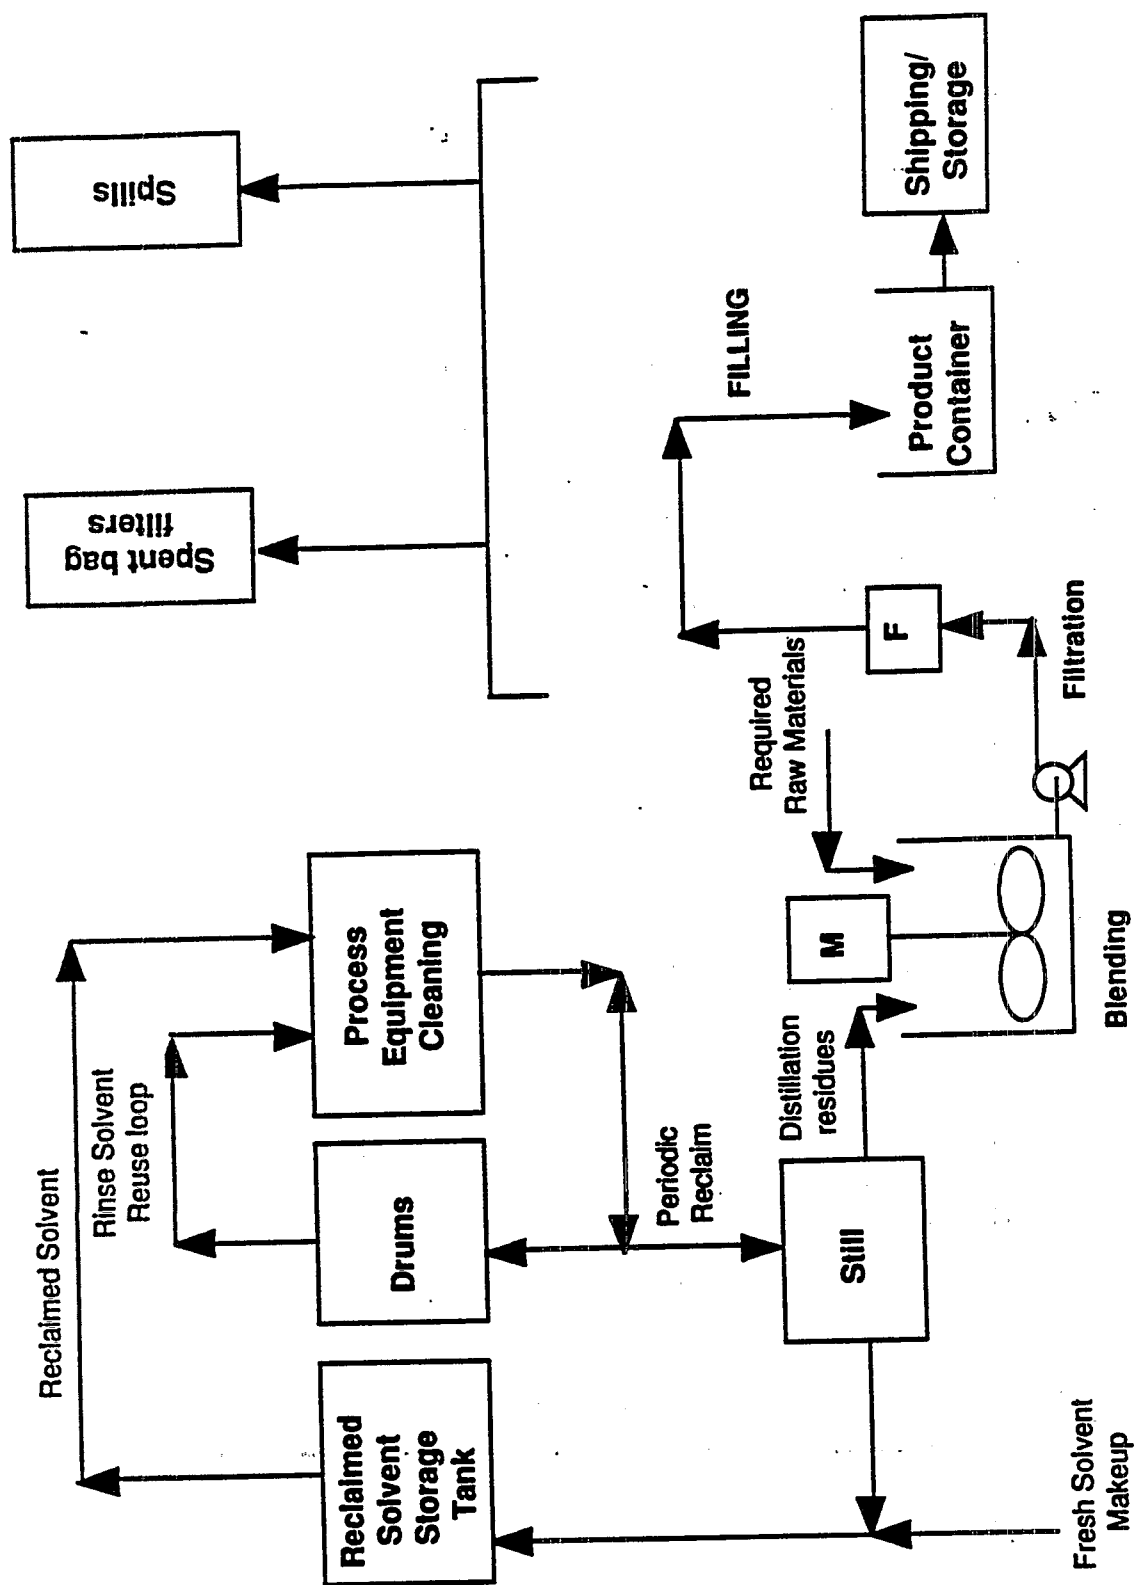 Reclaimed Solvent
Rinse Solvent
Reuse loop
Reclaimed
Solvent
Storage
Tank
Drums
Process
Equipment
Cleaning
Spent bag
filters
Spills
Periodic
Reclaim
Still
Distillation
residues
M
Required
Raw Materials
F
FILLING
Product
Container
Shipping/
Storage
Fresh Solvent
Makeup
Blending
Filtration